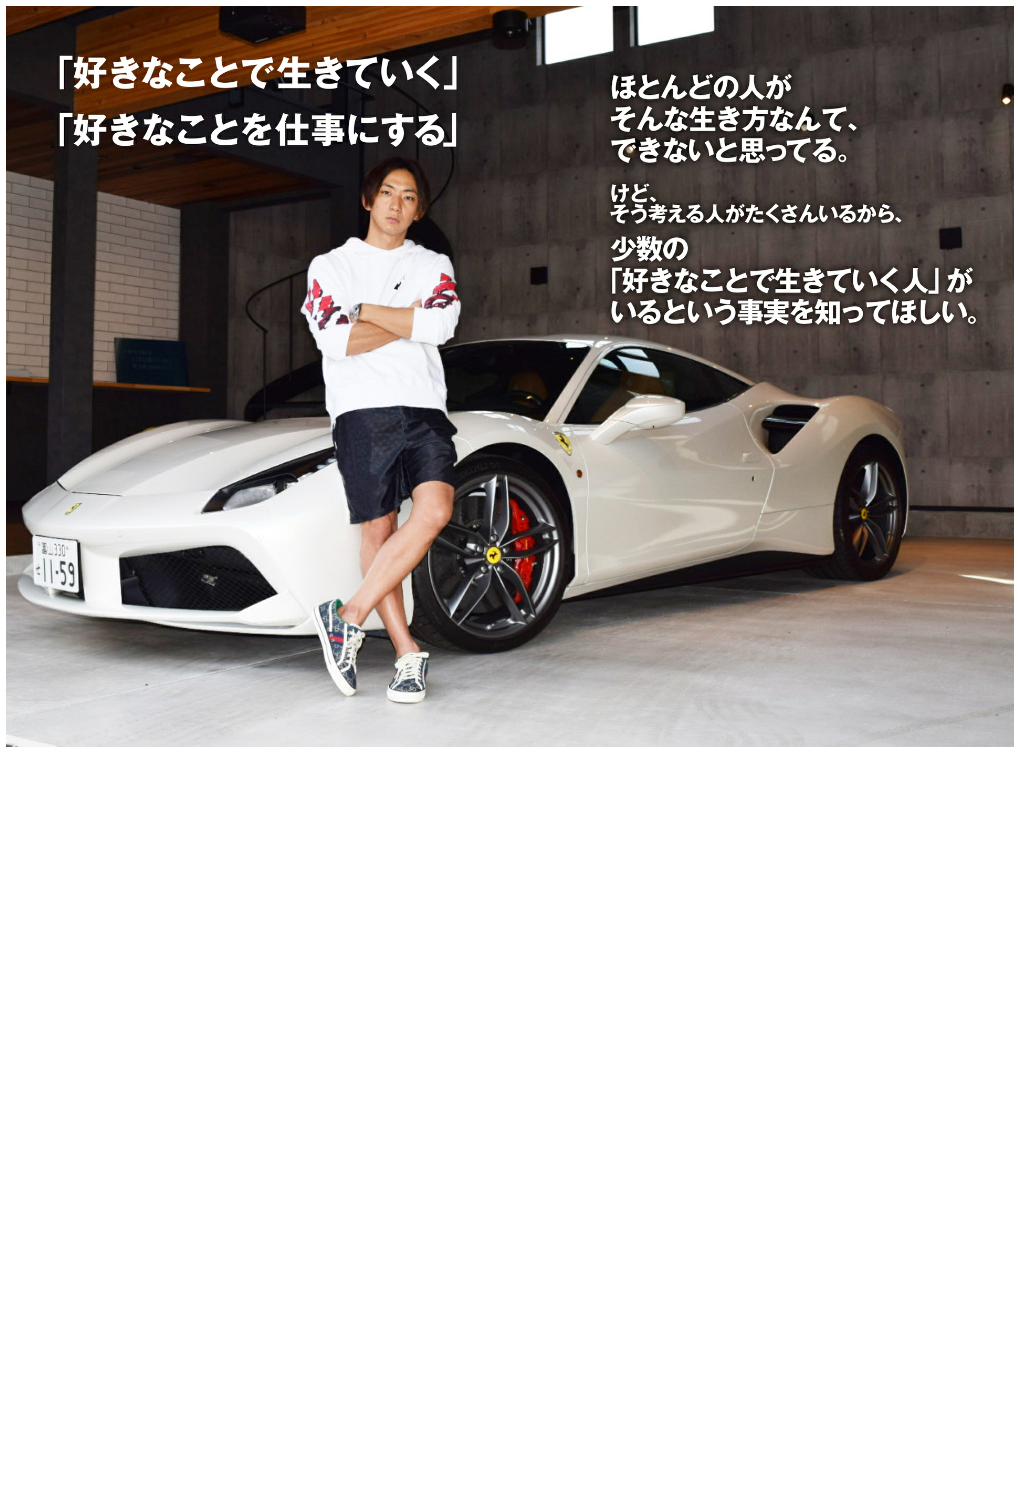 「好きなことで生きていく」
「好きなことを仕事にする」
ほとんどの人が
そんな生き方なんて、
できないと思ってる。
けど、
そう考える人がたくさんいるから、
少数の
「好きなことで生きていく人」が
いるという事実を知ってほしい。
富山 330
せ 11-59